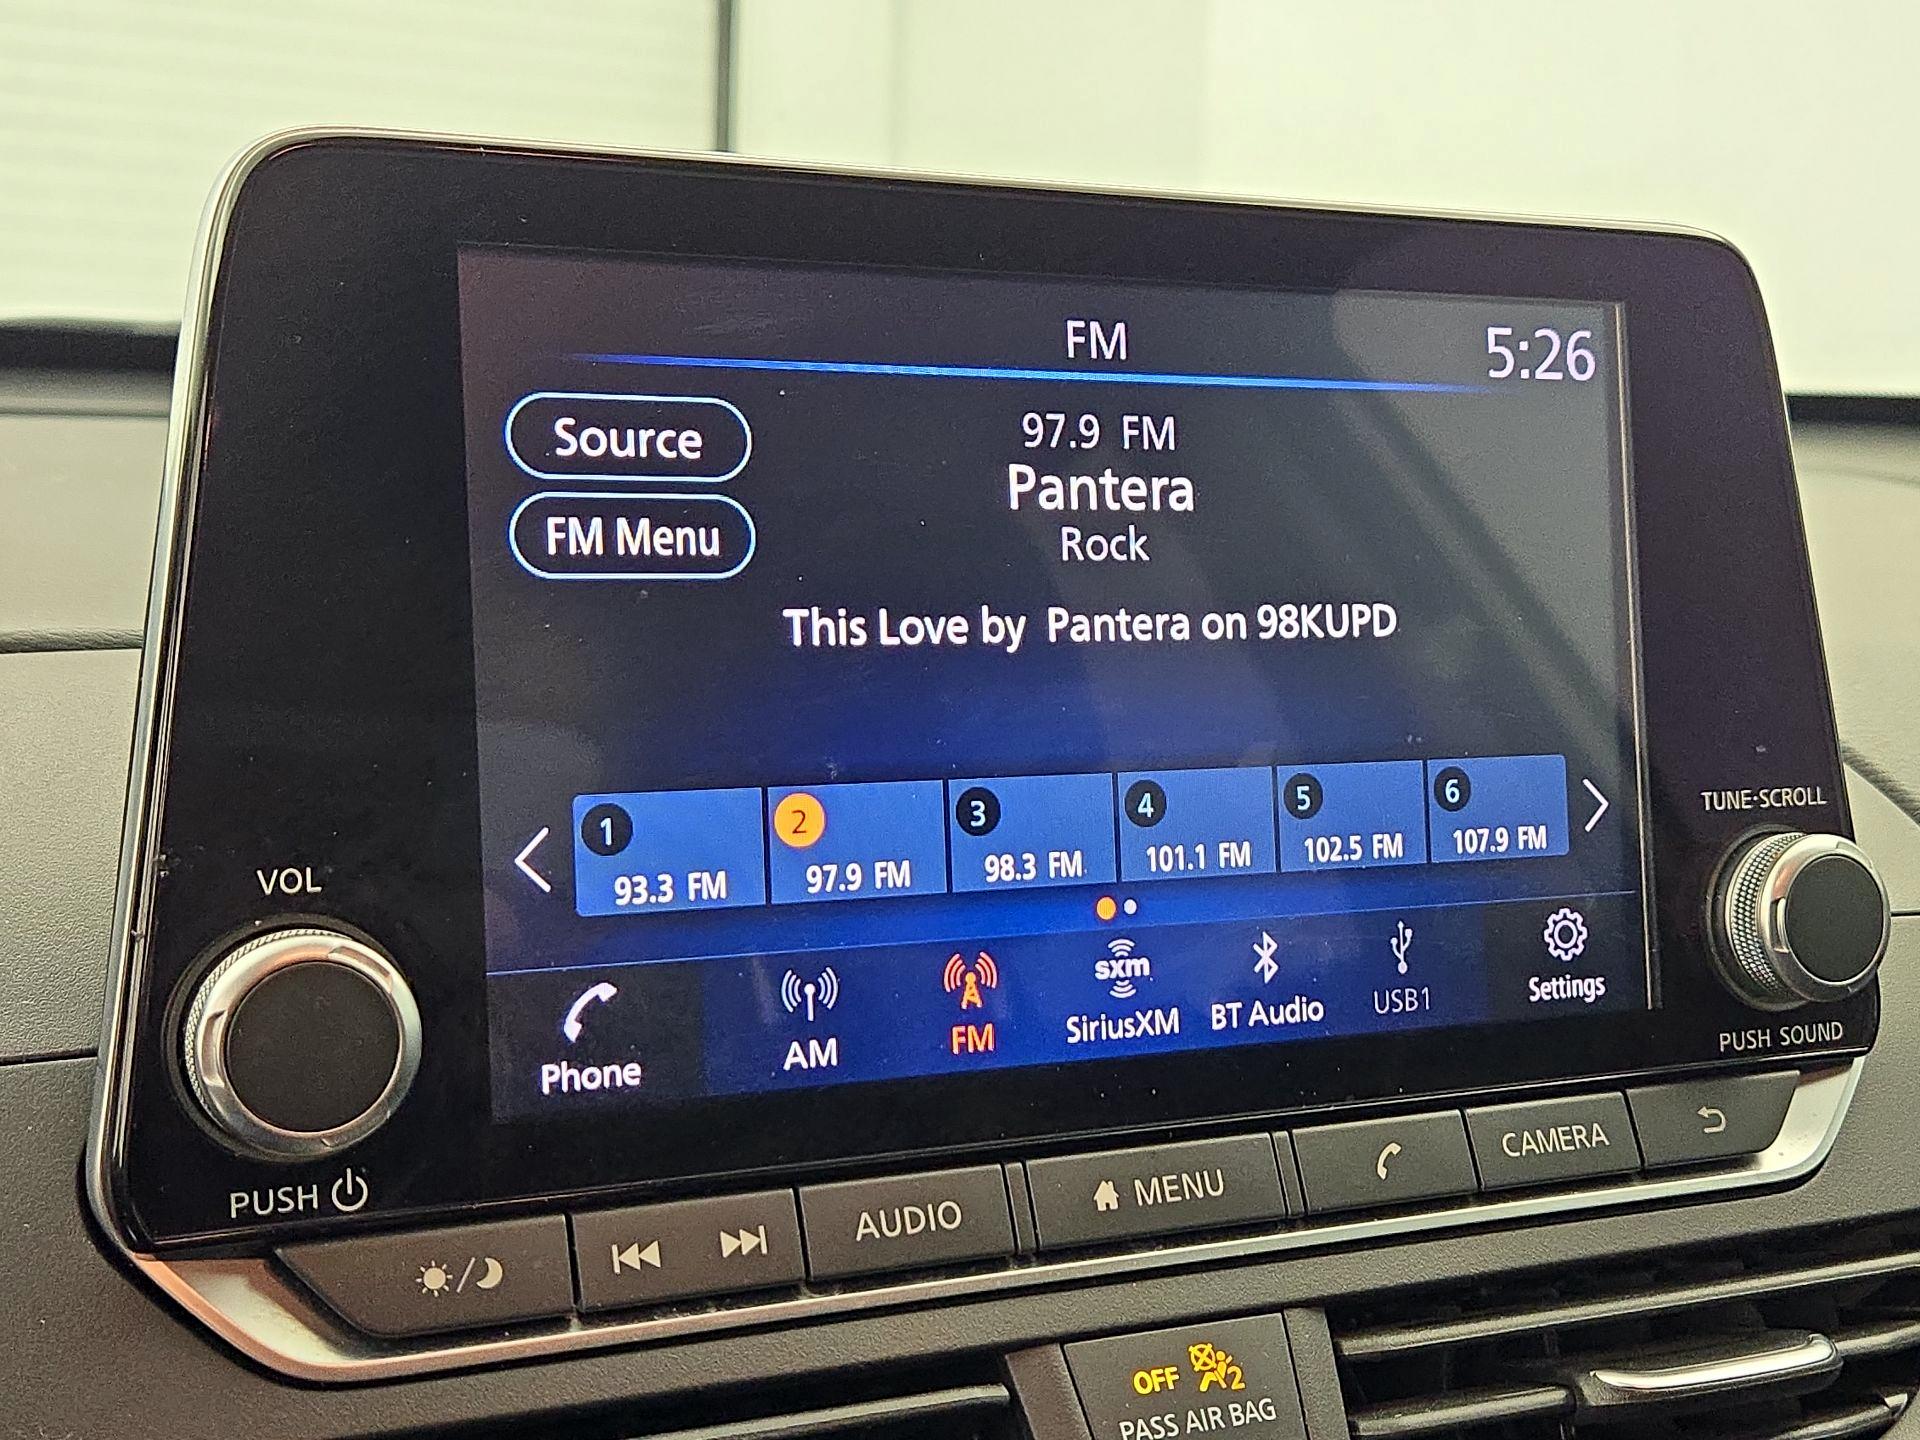 FM
5:26
Source
97.9 FM
Pantera
FM Menu
Rock
This Love by Pantera on 98KUPD
1
2
3
4
5
6
93.3 FM
97.9 FM
98.3 FM
101.1 FM
102.5 FM
107.9 FM
Phone
AM
FM
sxm
SiriusXM
BT Audio
USB1
Settings
VOL
PUSH
TUNE·SCROLL
PUSH SOUND
AUDIO
MENU
CAMERA
OFF
2
PASS AIR BAG